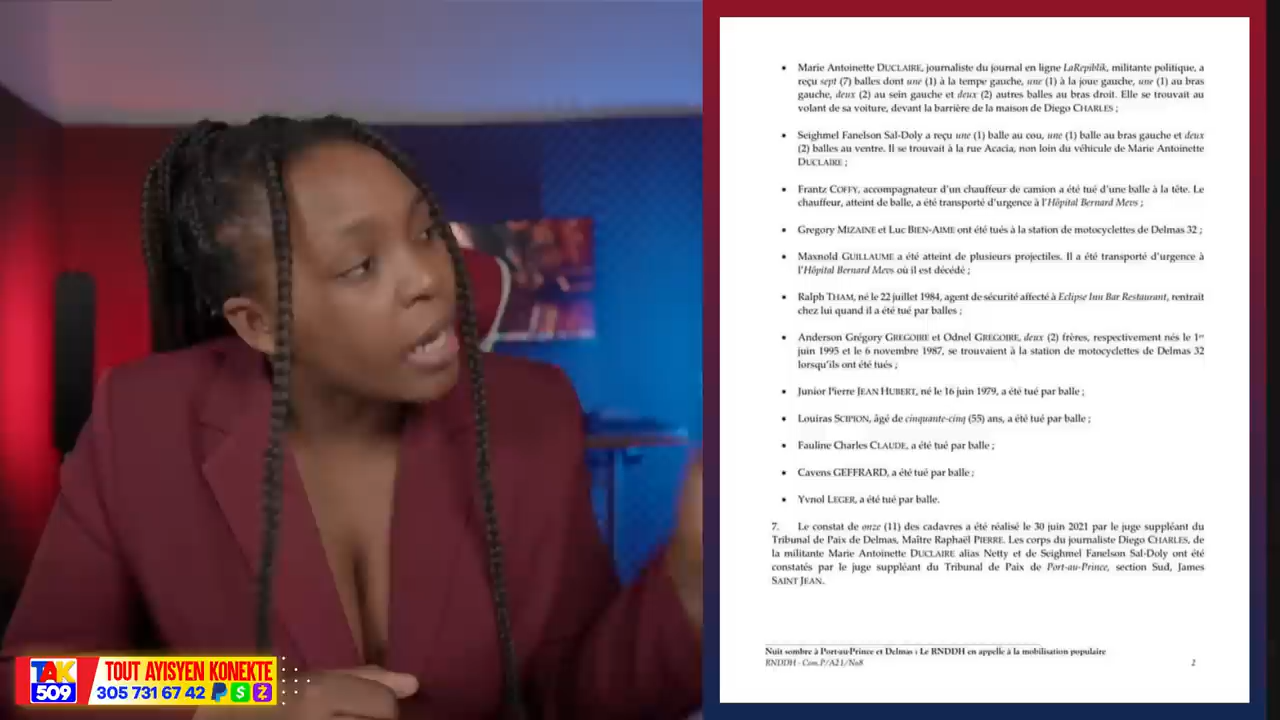 • Marie Antoinette DUCLAIRE, journaliste du journal en ligne LaRepiblik, militante politique, a
reçu sept (7) balles dont une (1) à la tempe gauche, une (1) à la joue gauche, une (1) au bras
gauche, deux (2) au sein gauche et deux (2) autres balles au bras droit. Elle se trouvait au
volant de sa voiture, devant la barrière de la maison de Diego CHARLES ;
• Seighmel Fanelson Sal-Doly a reçu une (1) balle au cou, une (1) balle au bras gauche et deux
(2) balles au ventre. Il se trouvait à la rue Acacia, non loin du véhicule de Marie Antoinette
DUCLAIRE ;
• Frantz COFFY, accompagnateur d'un chauffeur de camion a été tué d'une balle à la tête. Le
chauffeur, atteint de balle, a été transporté d'urgence à l'Hôpital Bernard Mevs ;
• Gregory MIZAINE et Luc BIEN-AIME ont été tués à la station de motocyclettes de Delmas 32 ;
• Maxnold GUILLAUME a été atteint de plusieurs projectiles. Il a été transporté d'urgence à
l'Hôpital Bernard Mevs où il est décédé ;
• Ralph THAM, né le 22 juillet 1984, agent de sécurité affecté à Eclipse Inn Bar Restaurant, rentrait
chez lui quand il a été tué par balles ;
• Anderson Grégory GREGOIRE et Odnel GREGOIRE, deux (2) frères, respectivement nés le 1er
juin 1995 et le 6 novembre 1987, se trouvaient à la station de motocyclettes de Delmas 32
lorsqu'ils ont été tués ;
• Junior Pierre JEAN HUBERT, né le 16 juin 1979, a été tué par balle ;
• Louiras SCIPION, âgé de cinquante-cinq (55) ans, a été tué par balle ;
• Fauline Charles CLAUDE, a été tué par balle ;
• Cavens GEFFRARD, a été tué par balle ;
• Yvnol LEGER, a été tué par balle.
7. Le constat de onze (11) des cadavres a été réalisé le 30 juin 2021 par le juge suppléant du
Tribunal de Paix de Delmas, Maître Raphaël PIERRE. Les corps du journaliste Diego CHARLES, de
la militante Marie Antoinette DUCLAIRE alias Netty et de Seighmel Fanelson Sal-Doly ont été
constatés par le juge suppléant du Tribunal de Paix de Port-au-Prince, section Sud, James
SAINT JEAN.
Nuit sombre à Port-au-Prince et Delmas : Le RNDDH en appelle à la mobilisation populaire
RNDDH - Com.P/A21/No8
2
TAK
509
TOUT AYISYEN KONEKTE
305 731 67 42